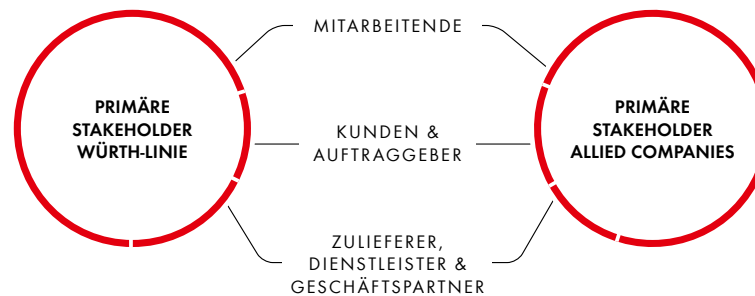 MITARBEITENDE
PRIMÄRE
STAKEHOLDER
WÜRTH-LINIE
KUNDEN &
AUFTRAGGEBER
PRIMÄRE
STAKEHOLDER
ALLIED COMPANIES
ZULIEFERER,
DIENSTLEISTER &
GESCHÄFTSPARTNER